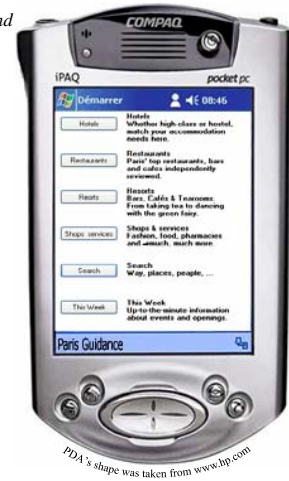 nd
COMPAQ
iPAQ pocket pc
Démarrer 08:46
Hotels
Hotels
Whether high-class or hostel,
match your accommodation
needs here.
Restaurants
Restaurants
Paris' top restaurants, bars
and cafes independently
reviewed.
Resorts
Resorts
Bars, Cafés & Tearooms
From taking tea to dancing
with the green fairy.
Shops services
Shops & services
Fashion, food, pharmacies
and much, much more
Search
Search
Way, places, people, ...
This Week
This Week
Up-to-the-minute information
about events and openings.
Paris Guidance
PDA's shape was taken from www.hp.com